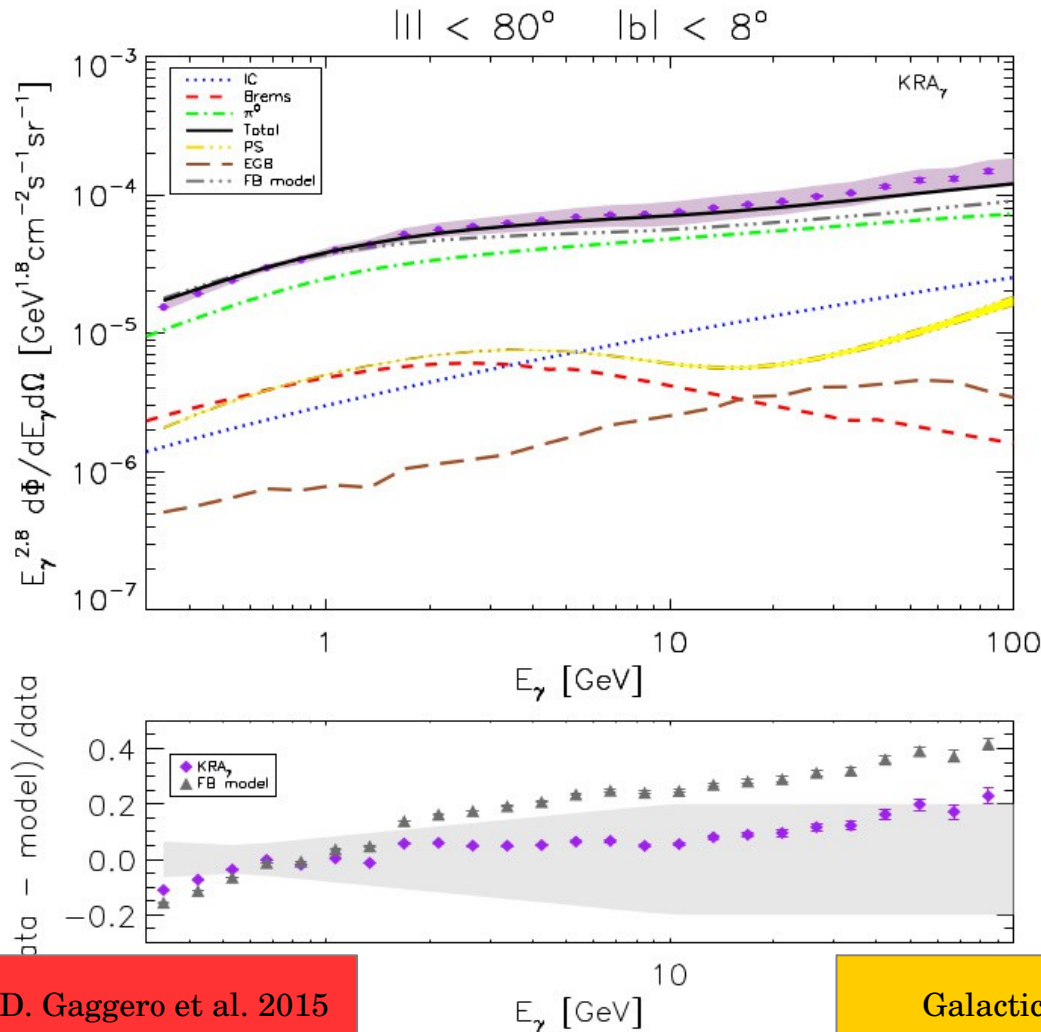 |l| < 80° |b| < 8°
KRAγ
IC
Brems
π⁰
Total
PS
EGB
FB model
10⁻³
10⁻⁴
10⁻⁵
10⁻⁶
10⁻⁷
Eγ^2.8 dΦ/dEγdΩ [GeV^1.8 cm⁻²s⁻¹sr⁻¹]
1 10 100
Eγ [GeV]
KRAγ
FB model
0.4
0.2
0.0
−0.2
ata − model)/data
10
Eγ [GeV]
D. Gaggero et al. 2015
Galactic